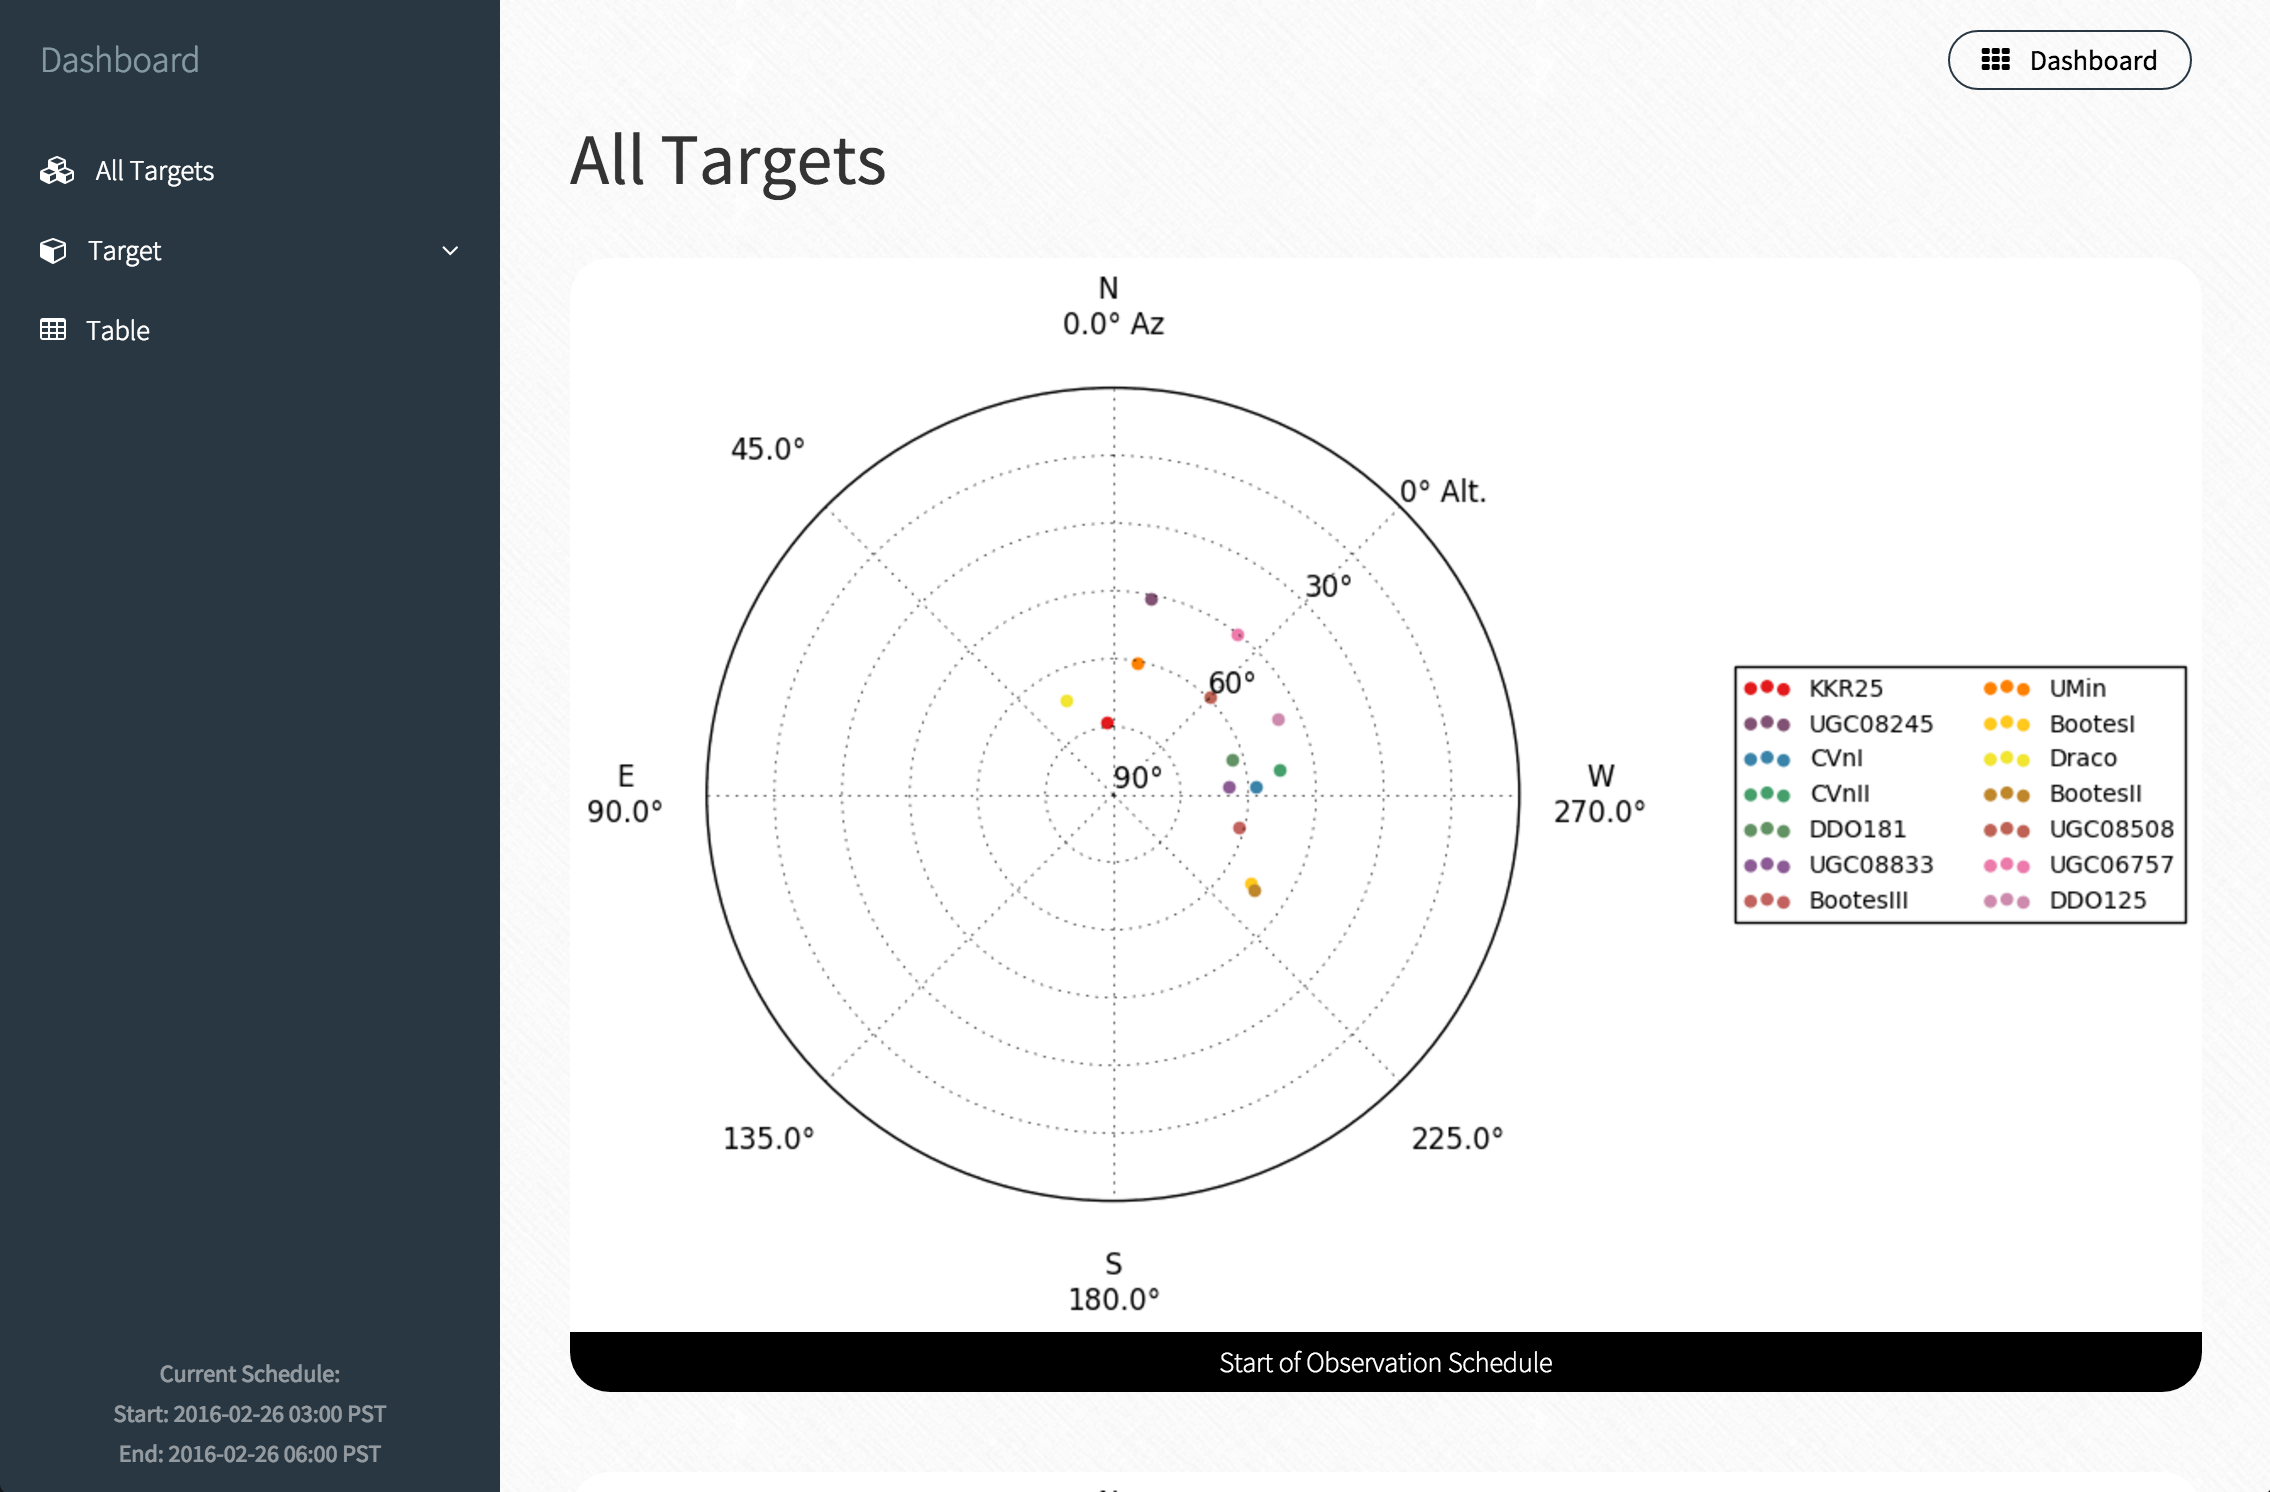 Dashboard
All Targets
Target
Table
Current Schedule:
Start: 2016-02-26 03:00 PST
End: 2016-02-26 06:00 PST
Dashboard
All Targets
N
0.0° Az
45.0°
0° Alt.
30°
60°
90°
E
90.0°
W
270.0°
135.0°
225.0°
S
180.0°
KKR25
UGC08245
CVnI
CVnII
DDO181
UGC08833
BootesIII
UMin
BootesI
Draco
BootesII
UGC08508
UGC06757
DDO125
Start of Observation Schedule